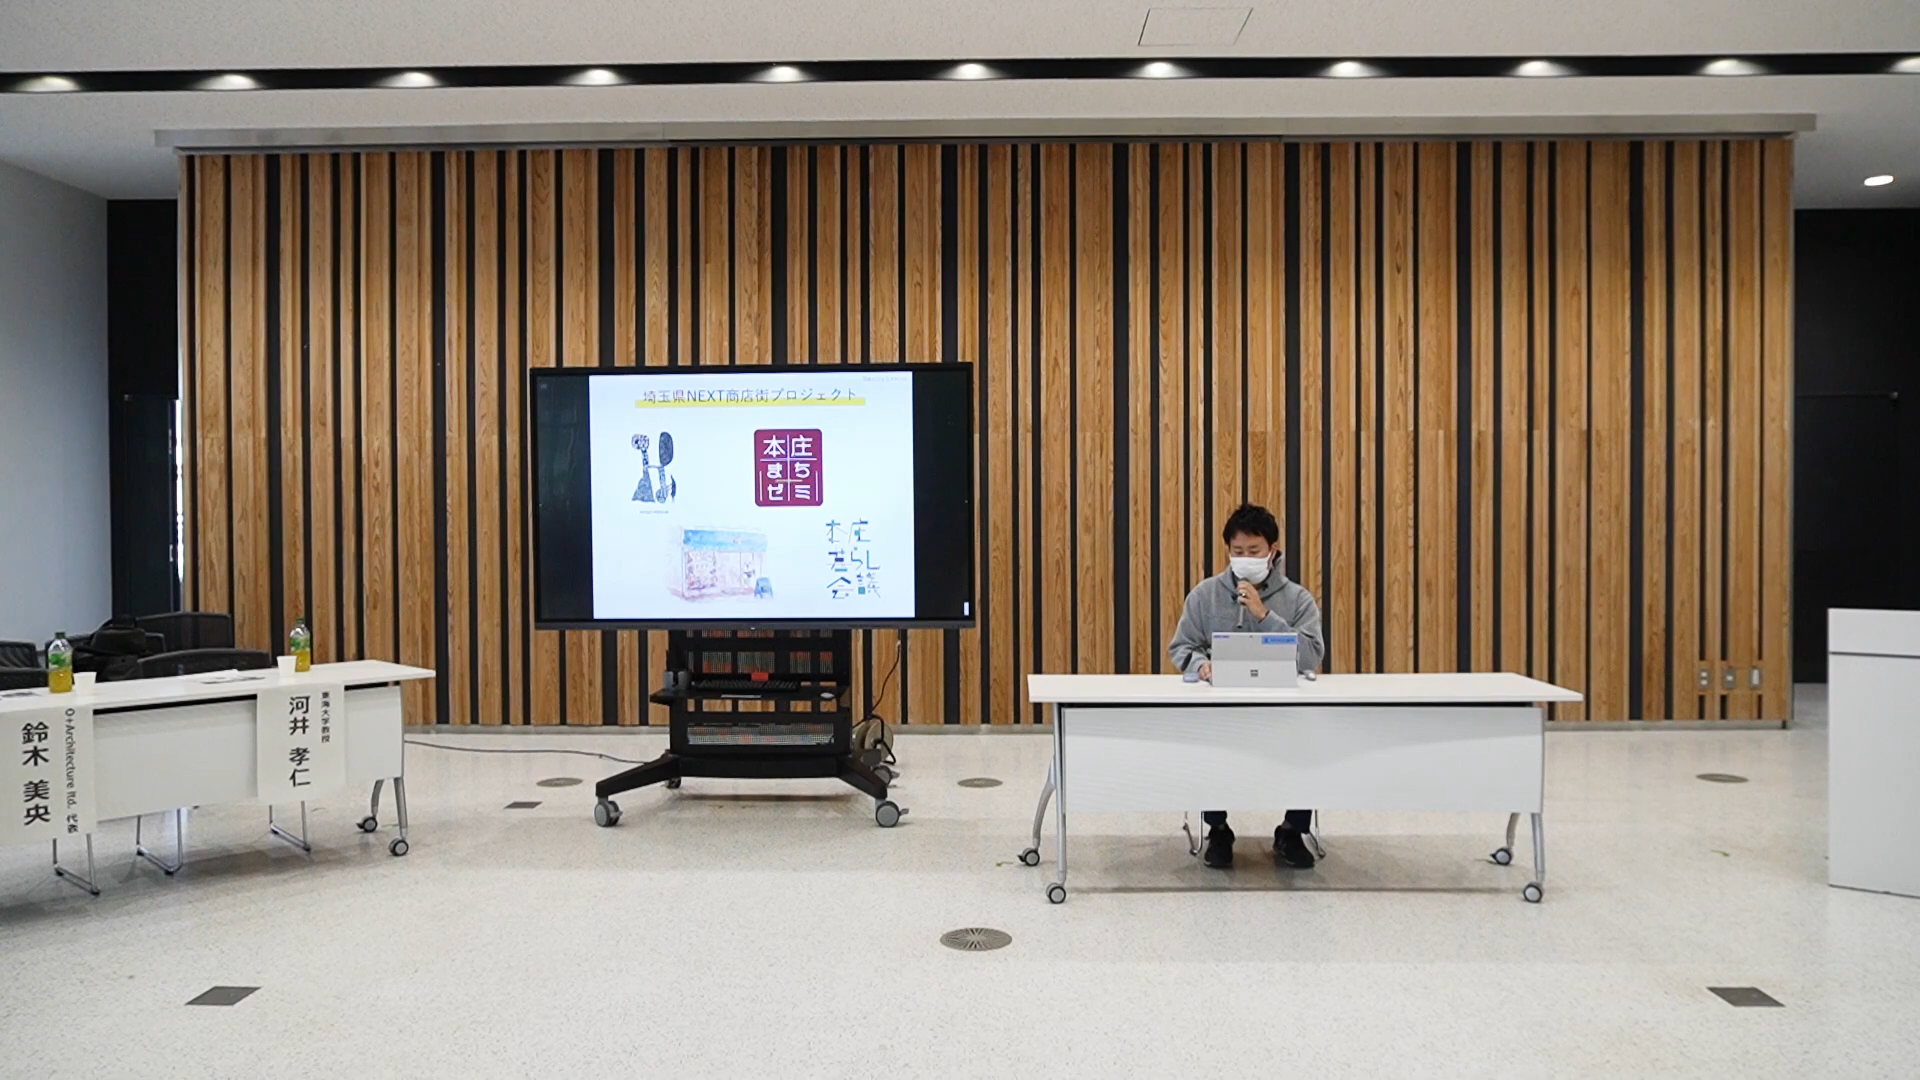 埼玉県NEXT商店街プロジェクト
本庄
まち
ゼミ
本庄
暮らし
会議
東海大学教授
河井 孝仁
O+Architecture ltd. 代表
鈴木 美央